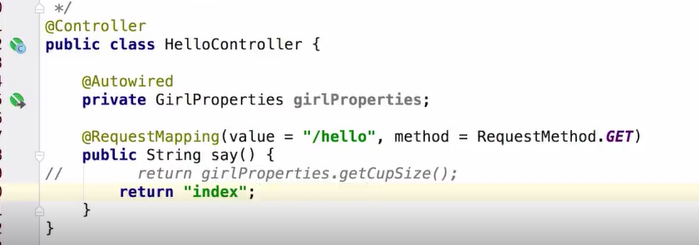 */
@Controller
public class HelloController {
@Autowired
private GirlProperties girlProperties;
@RequestMapping(value = "/hello", method = RequestMethod.GET)
public String say() {
//        return girlProperties.getCupSize();
return "index";
}
}